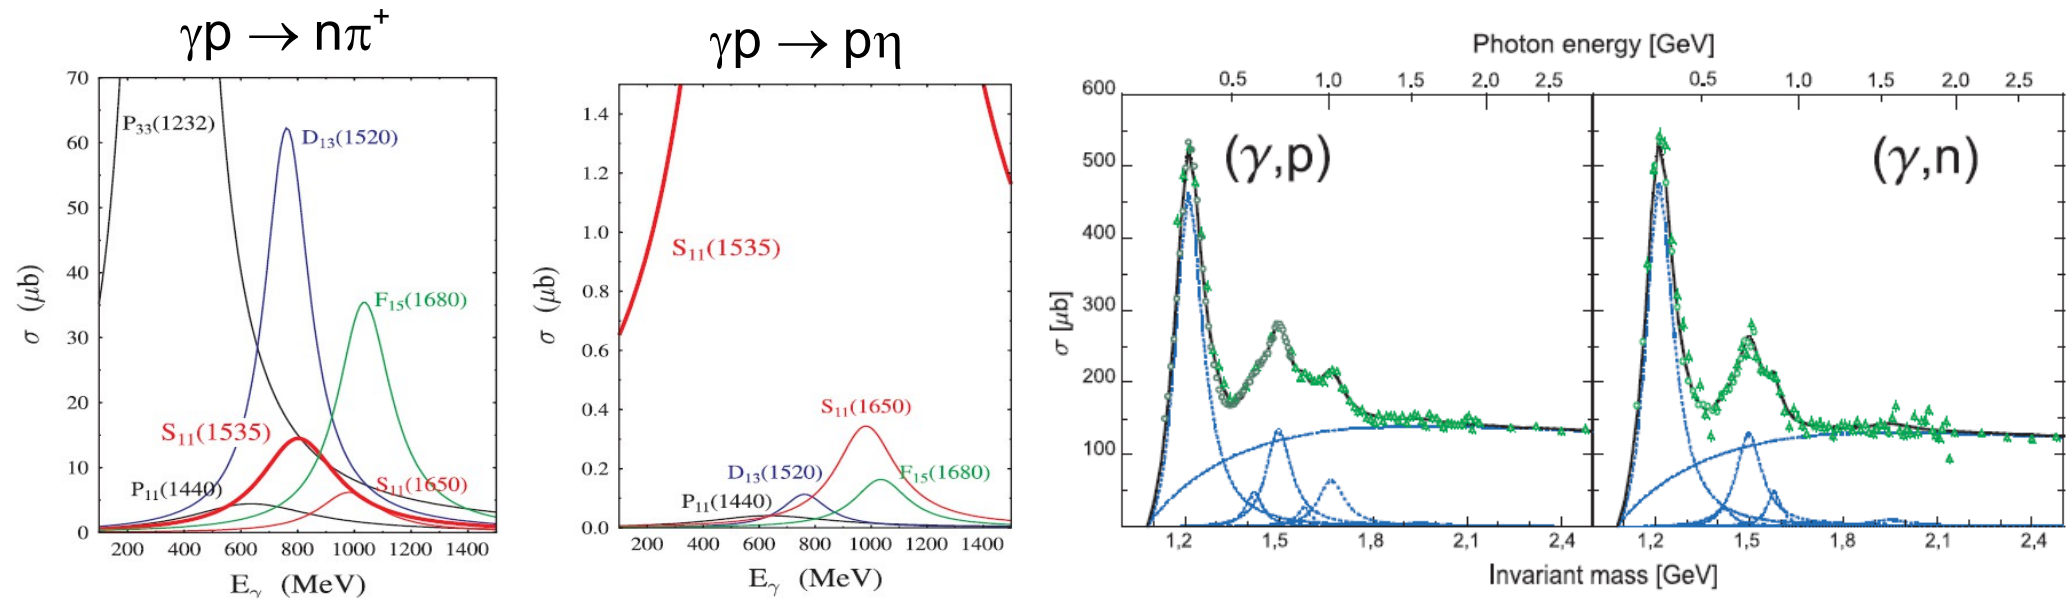 γp → nπ⁺
70
60
50
40
30
20
10
0
σ (μb)
P₃₃(1232)
D₁₃(1520)
F₁₅(1680)
S₁₁(1535)
P₁₁(1440)
S₁₁(1650)
200 400 600 800 1000 1200 1400
E_γ (MeV)
γp → pη
1.4
1.2
1.0
0.8
0.6
0.4
0.2
0.0
σ (μb)
S₁₁(1535)
S₁₁(1650)
D₁₃(1520)
F₁₅(1680)
P₁₁(1440)
200 400 600 800 1000 1200 1400
E_γ (MeV)
Photon energy [GeV]
0.5 1.0 1.5 2.0 2.5
0.5 1.0 1.5 2.0 2.5
600
500
400
300
200
100
σ [μb]
(γ,p)
(γ,n)
1,2 1,5 1,8 2,1 2,4
1,2 1,5 1,8 2,1 2,4
Invariant mass [GeV]